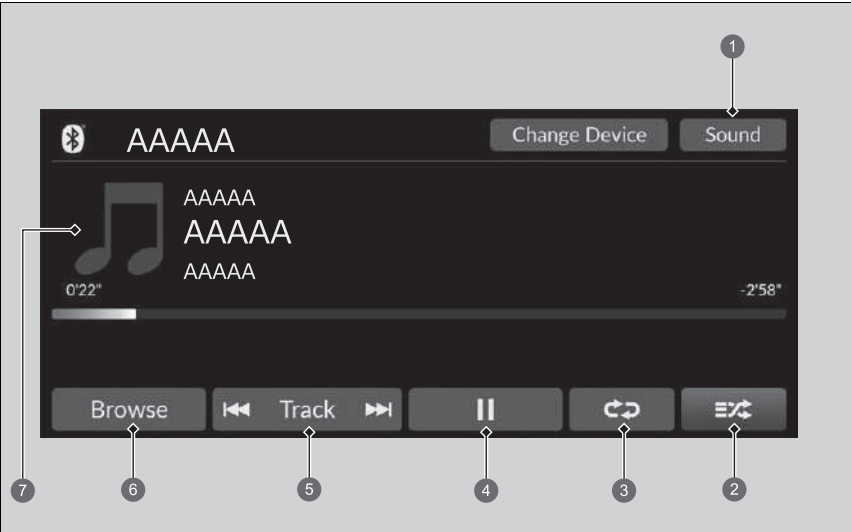 1
AAAAA Change Device Sound
AAAAA
AAAAA
7
AAAAA
0'22" -2'58"
Browse Track
6 5 4 3 2